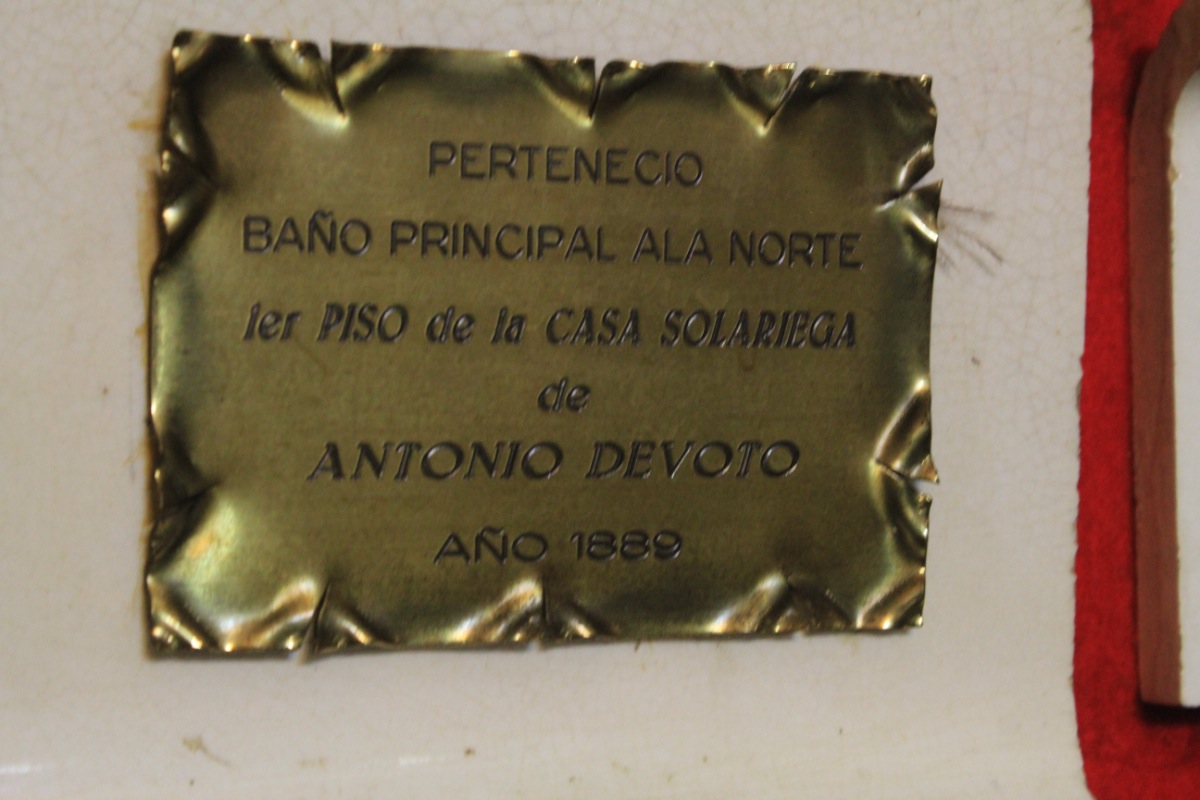 PERTENECIO
BAÑO PRINCIPAL ALA NORTE
1er PISO de la CASA SOLARIEGA
de
ANTONIO DEVOTO
AÑO 1889